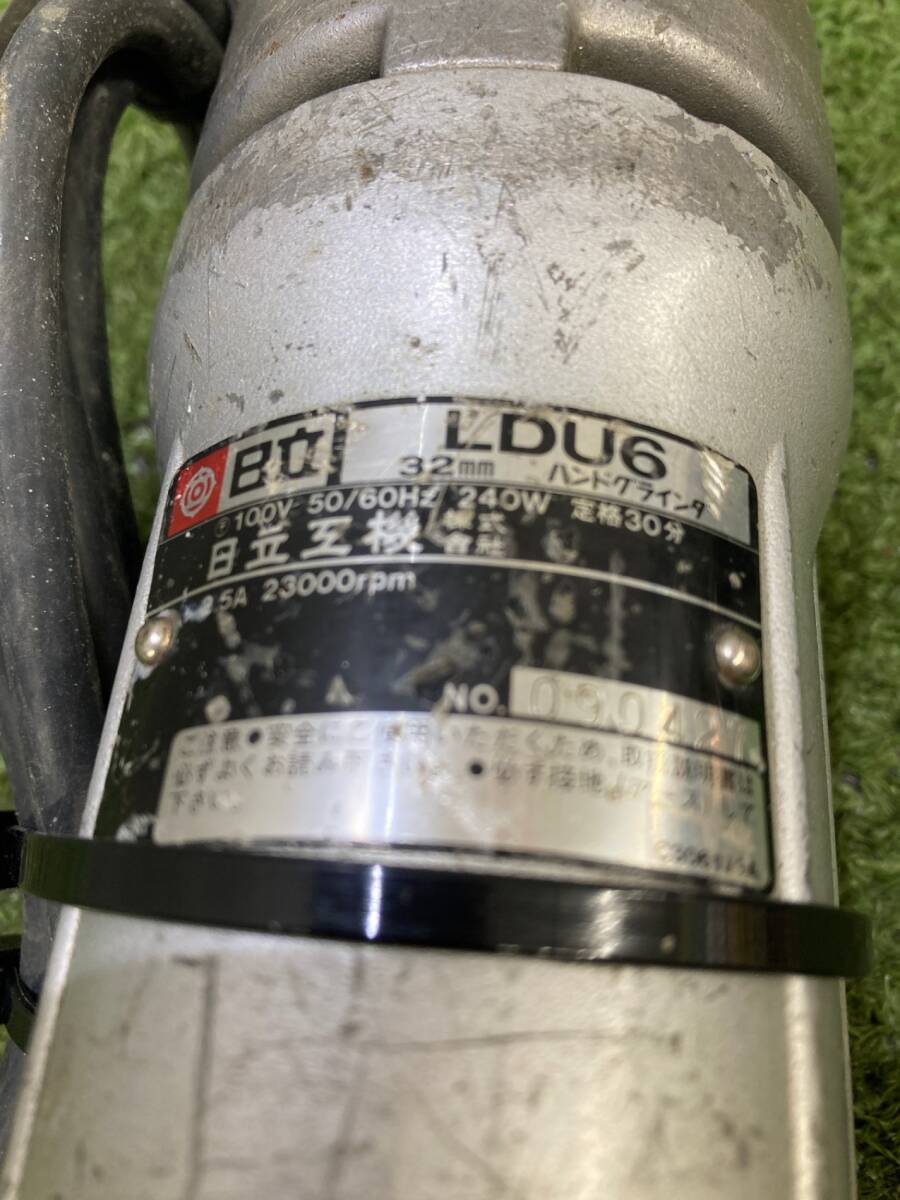 日立 LDU6
32mm ハンドグラインダ
100V 50/60HZ 240W 定格30分
日立工機 株式会社
2.5A 23000rpm
NO. 090427
ご注意 ●安全にご使用いただくため、取扱説明書は
必ずよくお読み下さい。 ●必ず接地(アース)して
下さい。